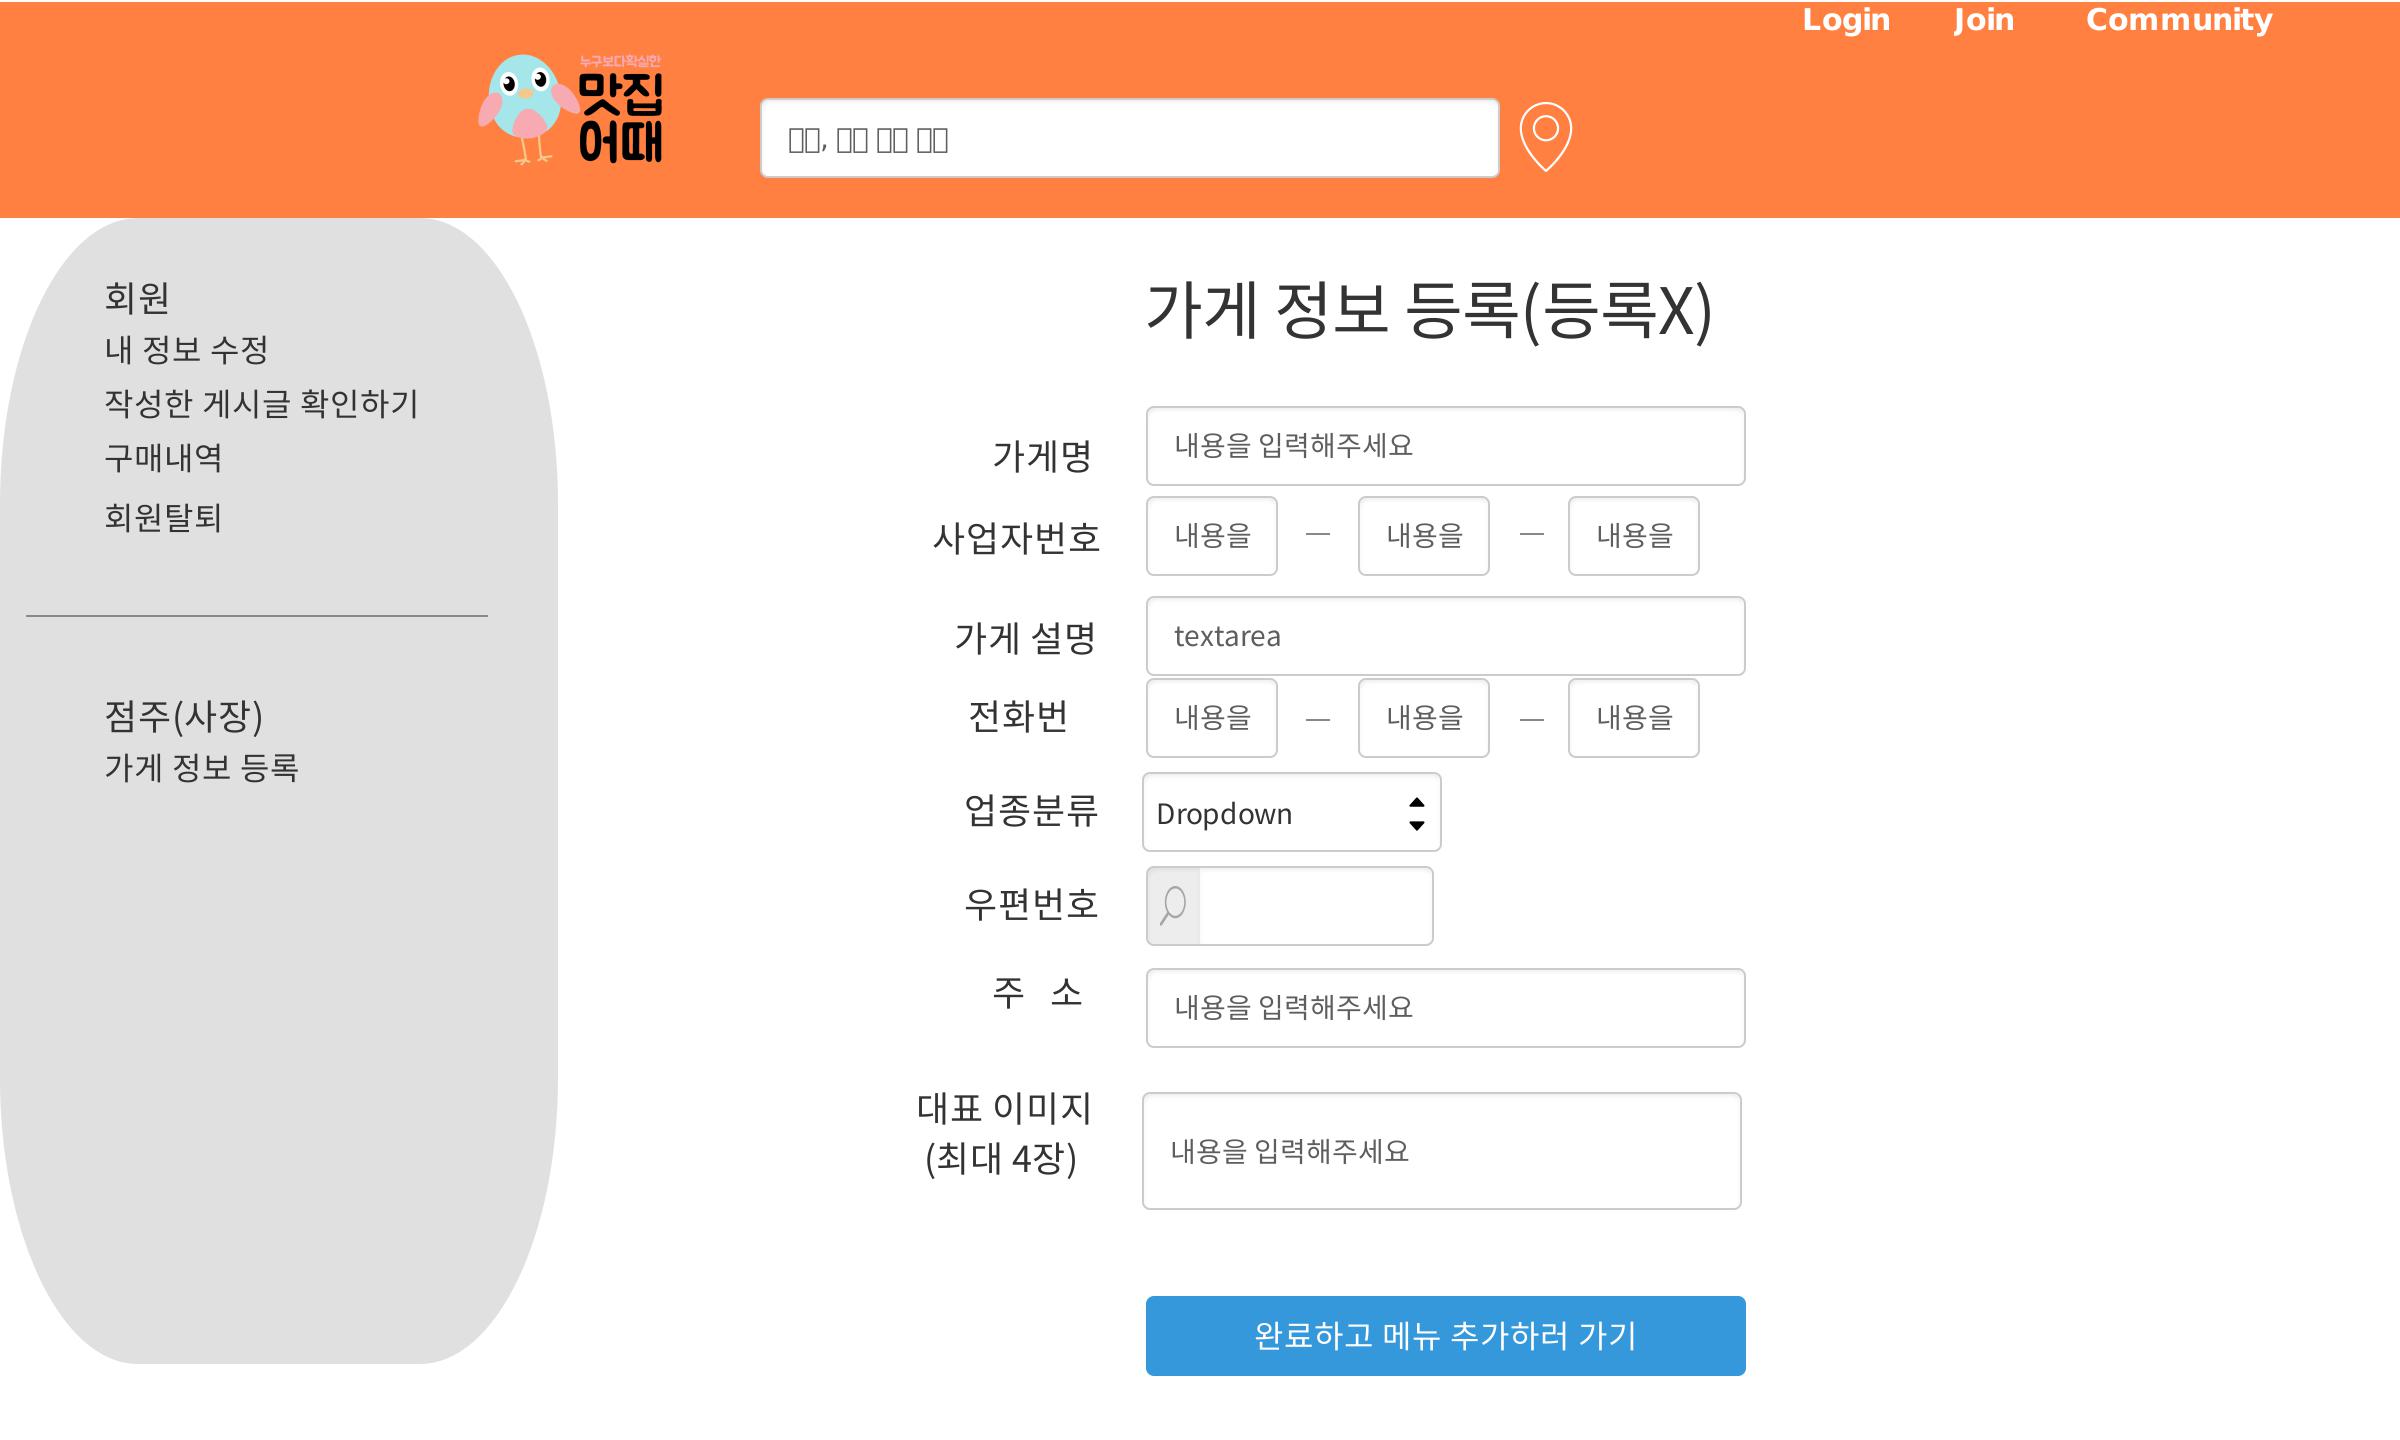 Login Join Community
누구보다확실한
맛집
어때
회원
내 정보 수정
작성한 게시글 확인하기
구매내역
회원탈퇴
점주(사장)
가게 정보 등록
가게 정보 등록(등록X)
가게명 내용을 입력해주세요
사업자번호 내용을 — 내용을 — 내용을
가게 설명 textarea
전화번 내용을 — 내용을 — 내용을
업종분류 Dropdown
우편번호
주 소 내용을 입력해주세요
대표 이미지
(최대 4장) 내용을 입력해주세요
완료하고 메뉴 추가하러 가기